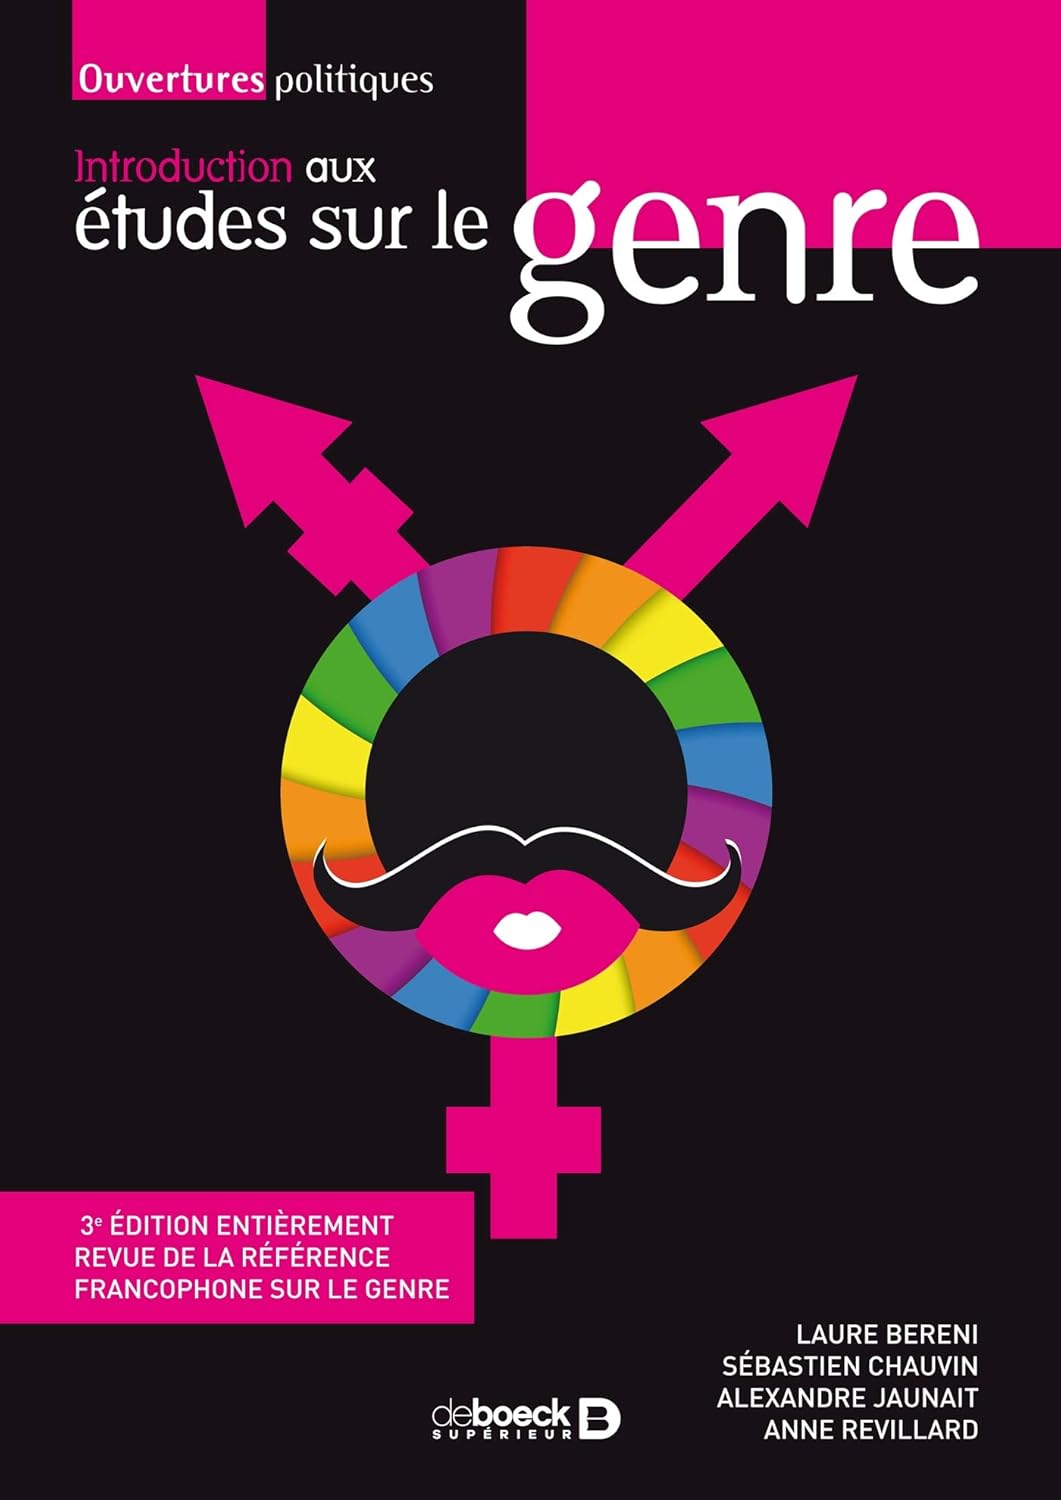 Ouvertures politiques
Introduction aux
études sur le genre
3e ÉDITION ENTIÈREMENT
REVUE DE LA RÉFÉRENCE
FRANCOPHONE SUR LE GENRE
LAURE BERENI
SÉBASTIEN CHAUVIN
ALEXANDRE JAUNAIT
ANNE REVILLARD
deboeck B
SUPÉRIEUR